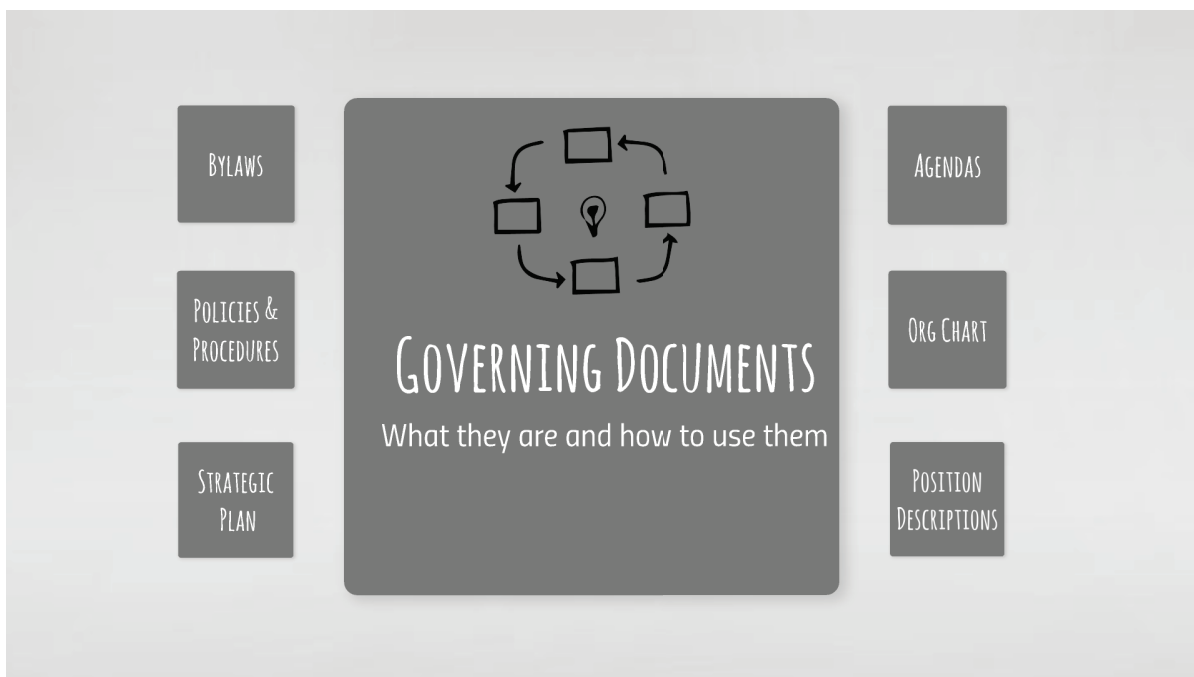 Bylaws
Policies &
Procedures
Strategic
Plan
Governing Documents
What they are and how to use them
Agendas
Org Chart
Position
Descriptions